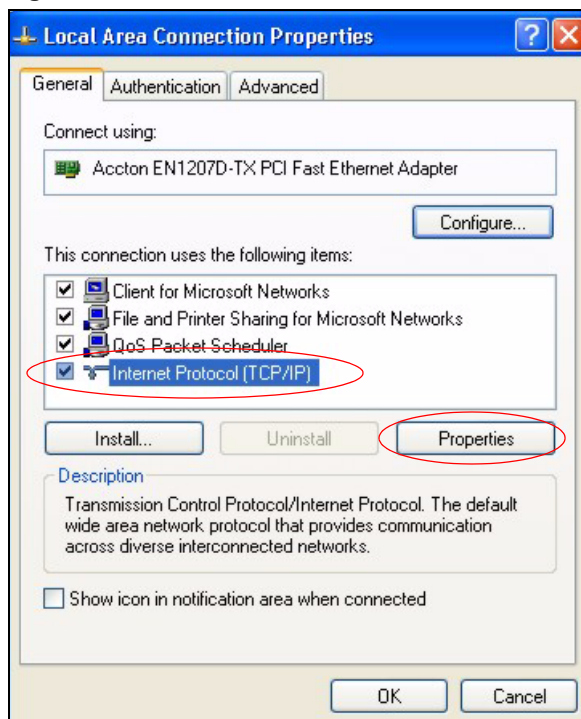 Local Area Connection Properties
General Authentication Advanced
Connect using:
Accton EN1207D-TX PCI Fast Ethernet Adapter
Configure...
This connection uses the following items:
Client for Microsoft Networks
File and Printer Sharing for Microsoft Networks
QoS Packet Scheduler
Internet Protocol (TCP/IP)
Install... Uninstall Properties
Description
Transmission Control Protocol/Internet Protocol. The default
wide area network protocol that provides communication
across diverse interconnected networks.
Show icon in notification area when connected
OK Cancel